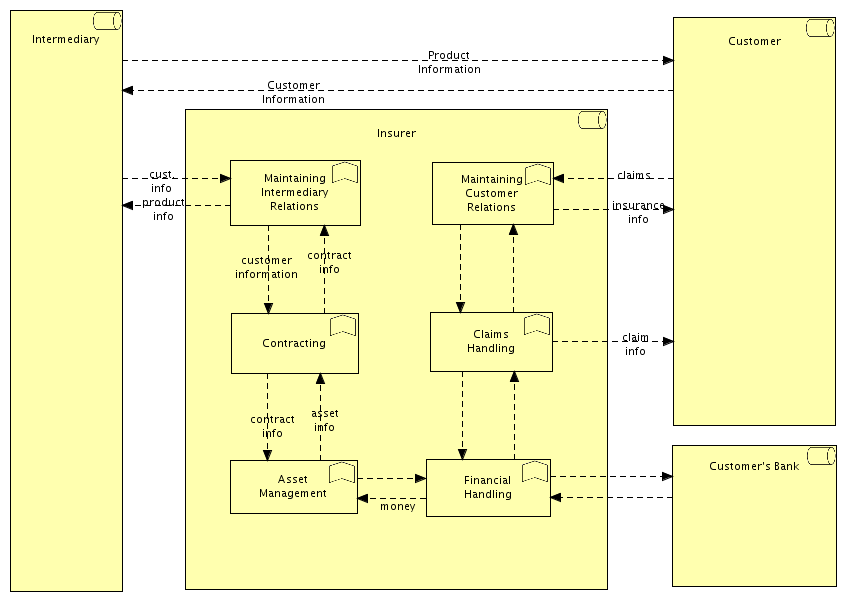 Intermediary
Customer
Product
Information
Customer
Information
Insurer
cust.
info
product
info
Maintaining
Intermediary
Relations
Maintaining
Customer
Relations
claims
insurance
info
customer
information
contract
info
Contracting
Claims
Handling
claim
info
contract
info
asset
info
Asset
Management
money
Financial
Handling
Customer's Bank